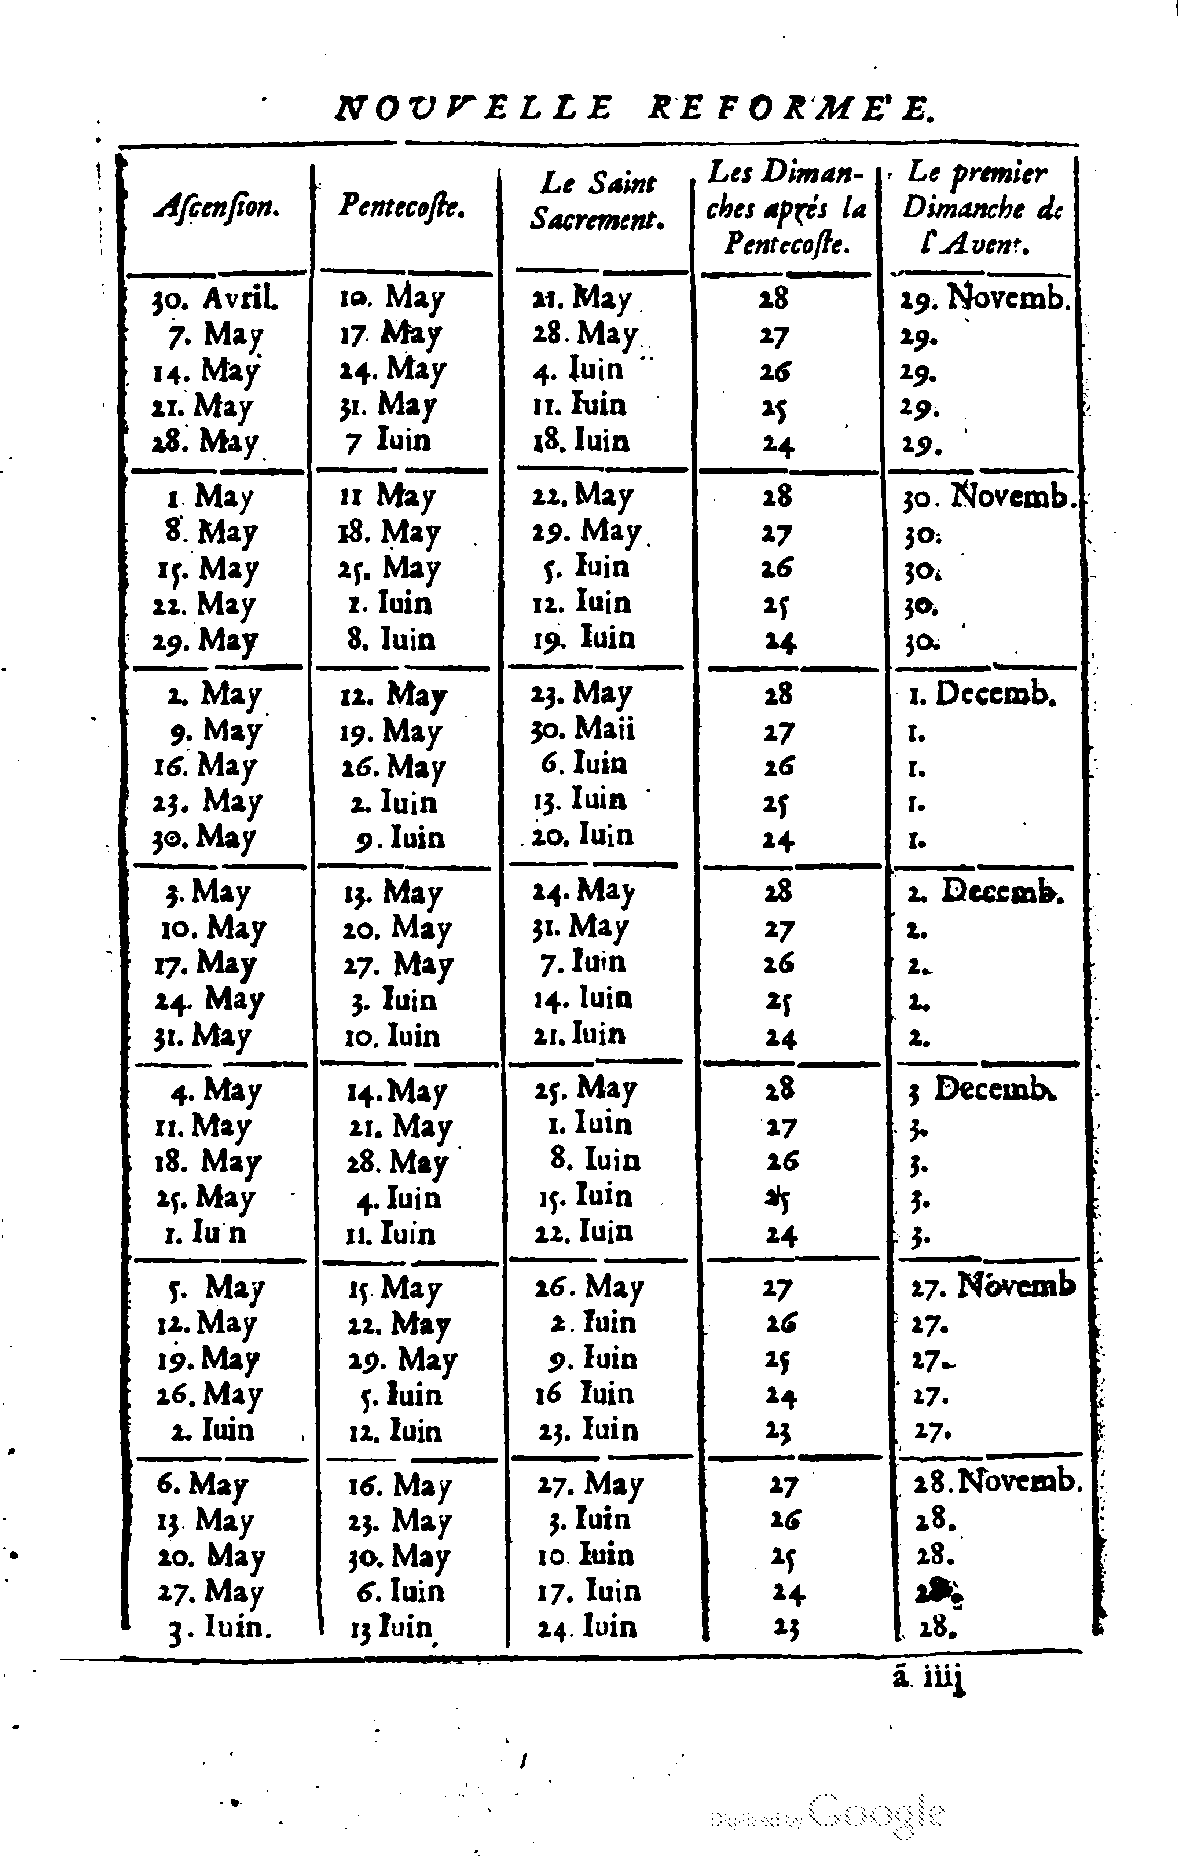 NOUVELLE REFORMÉE.
Aſcenſion. Pentecoſte. Le Saint Sacrement. Les Dimanches aprés la Pentecoſte. Le premier Dimanche de l'Avent.
30. Avril. 10. May 21. May 28 29. Novemb.
7. May 17. May 28. May 27 29.
14. May 24. May 4. Iuin 26 29.
21. May 31. May 11. Iuin 25 29.
28. May 7 Iuin 18. Iuin 24 29.
1 May 11 May 22. May 28 30. Novemb.
8. May 18. May 29. May 27 30.
15. May 25. May 5. Iuin 26 30.
22. May 1. Iuin 12. Iuin 25 30.
29. May 8. Iuin 19. Iuin 24 30.
2. May 12. May 23. May 28 1. Decemb.
9. May 19. May 30. Maii 27 1.
16. May 26. May 6. Iuin 26 1.
23. May 2. Iuin 13. Iuin 25 1.
30. May 9. Iuin 20. Iuin 24 1.
3. May 13. May 24. May 28 2. Decemb.
10. May 20. May 31. May 27 2.
17. May 27. May 7. Iuin 26 2.
24. May 3. Iuin 14. Iuin 25 2.
31. May 10. Iuin 21. Iuin 24 2.
4. May 14. May 25. May 28 3 Decemb.
11. May 21. May 1. Iuin 27 3.
18. May 28. May 8. Iuin 26 3.
25. May 4. Iuin 15. Iuin 25 3.
1. Iuin 11. Iuin 22. Iuin 24 3.
5. May 15 May 26. May 27 27. Novemb
12. May 22. May 2. Iuin 26 27.
19. May 29. May 9. Iuin 25 27.
26. May 5. Iuin 16 Iuin 24 27.
2. Iuin 12. Iuin 23. Iuin 23 27.
6. May 16. May 27. May 27 28. Novemb.
13. May 23. May 3. Iuin 26 28.
20. May 30. May 10 Iuin 25 28.
27. May 6. Iuin 17. Iuin 24 28.
3. Iuin. 13 Iuin 24. Iuin 23 28.
ã iiij
Digitized by Google